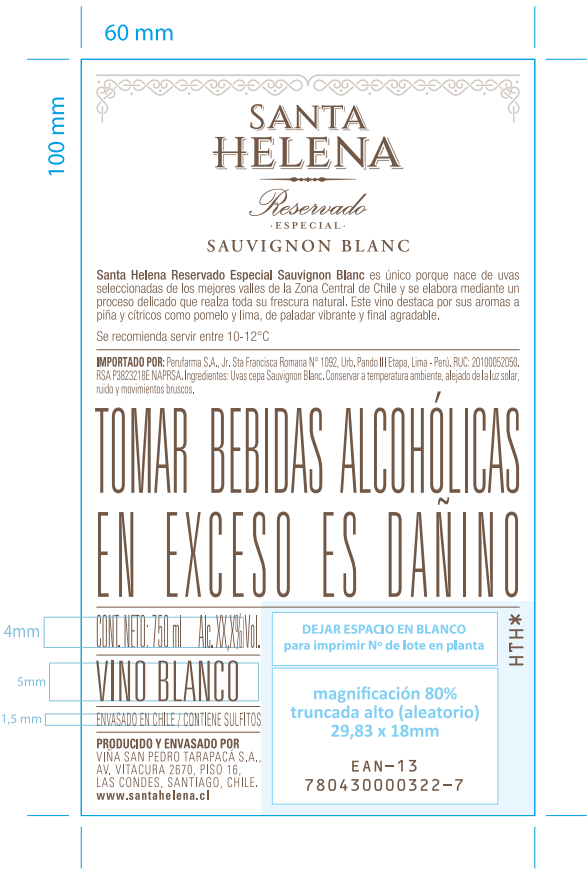 60 mm
100 mm
SANTA
HELENA
Reservado
·ESPECIAL·
SAUVIGNON BLANC
Santa Helena Reservado Especial Sauvignon Blanc es único porque nace de uvas
seleccionadas de los mejores valles de la Zona Central de Chile y se elabora mediante un
proceso delicado que realza toda su frescura natural. Este vino destaca por sus aromas a
piña y cítricos como pomelo y lima, de paladar vibrante y final agradable.
Se recomienda servir entre 10-12°C
IMPORTADO POR: Perufarma S.A., Jr. Sta Francisca Romana N° 1092, Urb. Pando III Etapa, Lima - Perú. RUC: 20100052050.
RSA P3823218E NAPRSA. Ingredientes: Uvas cepa Sauvignon Blanc. Conservar a temperatura ambiente, alejado de la luz solar,
ruido y movimientos bruscos.
TOMAR BEBIDAS ALCOHÓLICAS
EN EXCESO ES DAÑINO
4mm
CONT. NETO: 750 ml Alc. XX,X%/Vol.
5mm
VINO BLANCO
1,5 mm
ENVASADO EN CHILE / CONTIENE SULFITOS
PRODUCIDO Y ENVASADO POR
VIÑA SAN PEDRO TARAPACÁ S.A.,
AV. VITACURA 2670, PISO 16,
LAS CONDES, SANTIAGO, CHILE.
www.santahelena.cl
DEJAR ESPACIO EN BLANCO
para imprimir Nº de lote en planta
HTH*
magnificación 80%
truncada alto (aleatorio)
29,83 x 18mm
EAN-13
780430000322-7